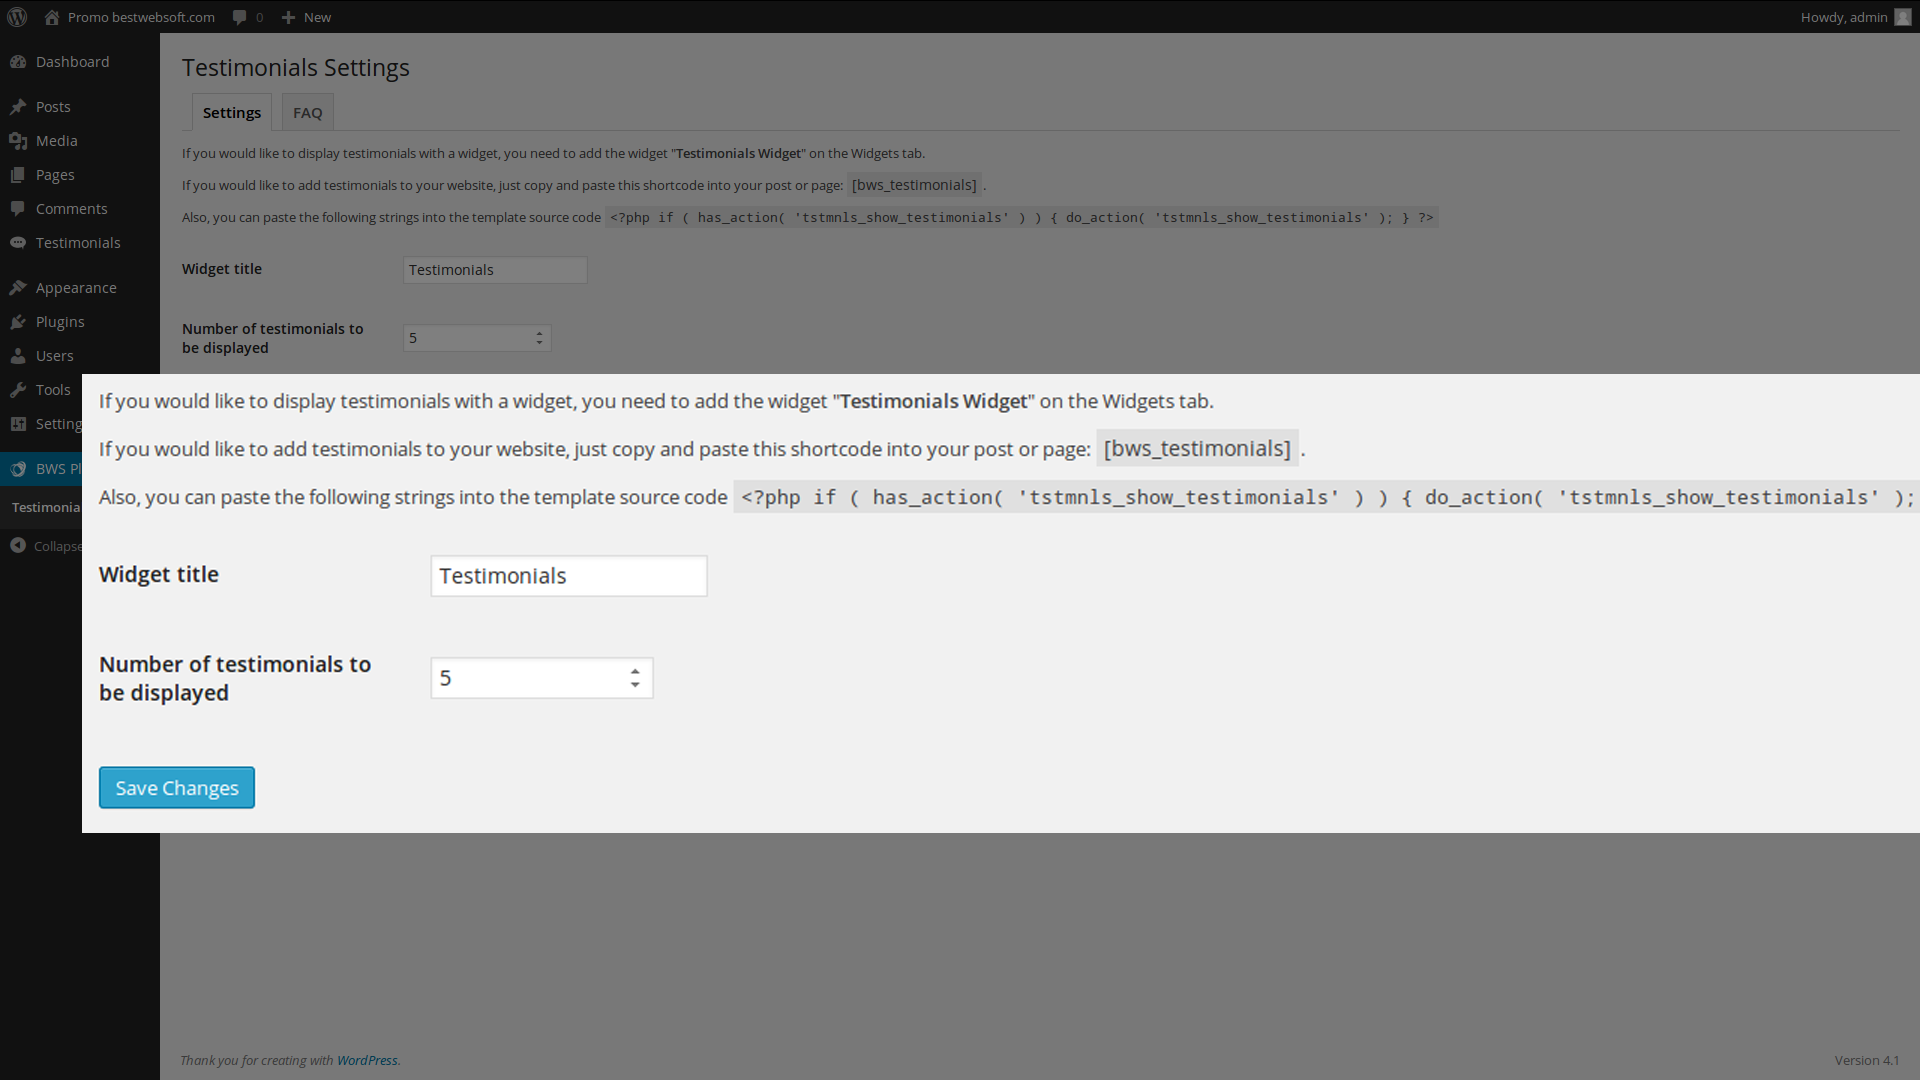 Promo bestwebsoft.com 0 New Howdy, admin
Dashboard
Posts
Media
Pages
Comments
Testimonials
Appearance
Plugins
Users
Tools
Setting
BWS Pl
Testimonia
Collapse
Testimonials Settings
Settings FAQ
If you would like to display testimonials with a widget, you need to add the widget "Testimonials Widget" on the Widgets tab.
If you would like to add testimonials to your website, just copy and paste this shortcode into your post or page: [bws_testimonials] .
Also, you can paste the following strings into the template source code <?php if ( has_action( 'tstmnls_show_testimonials' ) ) { do_action( 'tstmnls_show_testimonials' ); } ?>
Widget title Testimonials
Number of testimonials to
be displayed 5
If you would like to display testimonials with a widget, you need to add the widget "Testimonials Widget" on the Widgets tab.
If you would like to add testimonials to your website, just copy and paste this shortcode into your post or page: [bws_testimonials] .
Also, you can paste the following strings into the template source code <?php if ( has_action( 'tstmnls_show_testimonials' ) ) { do_action( 'tstmnls_show_testimonials' );
Widget title Testimonials
Number of testimonials to
be displayed 5
Save Changes
Thank you for creating with WordPress. Version 4.1